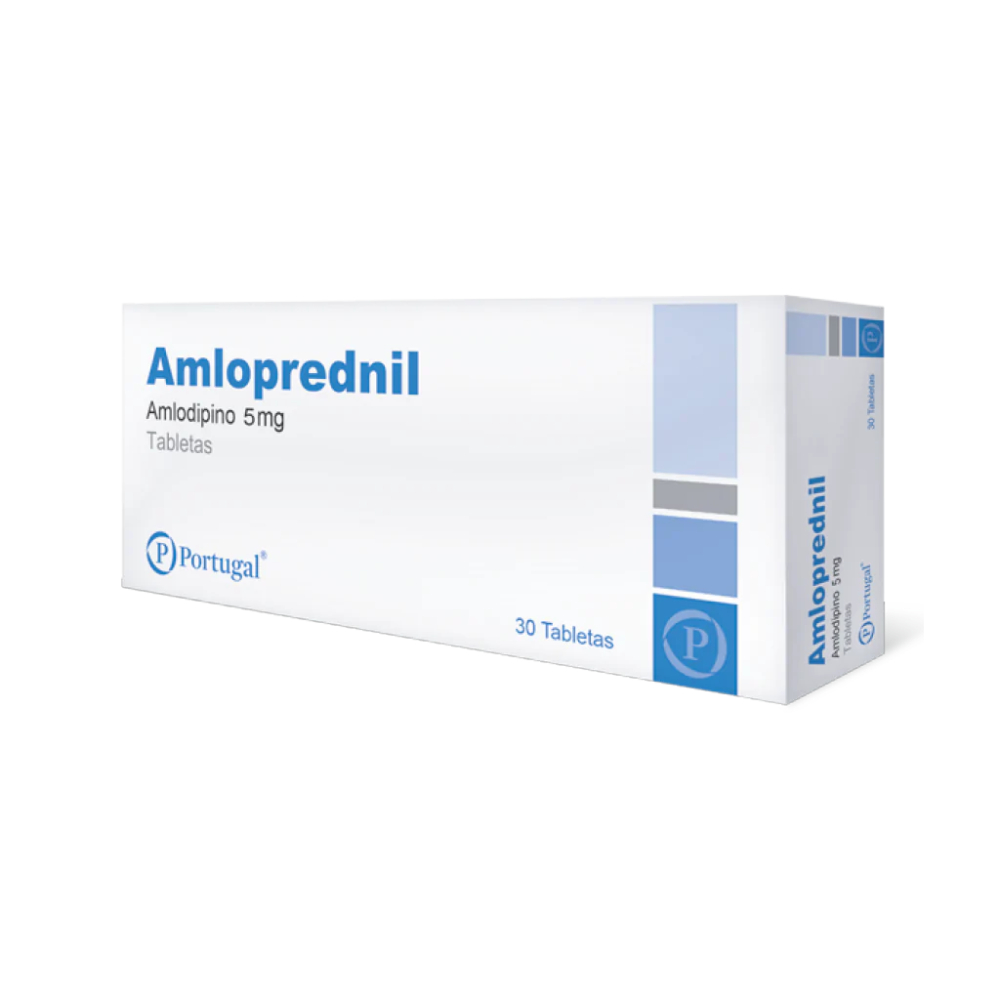 Amloprednil
Amlodipino 5mg
Tabletas
P Portugal®
30 Tabletas
P
P
30 Tabletas
Amloprednil
Amlodipino 5mg
Tabletas
P Portugal®